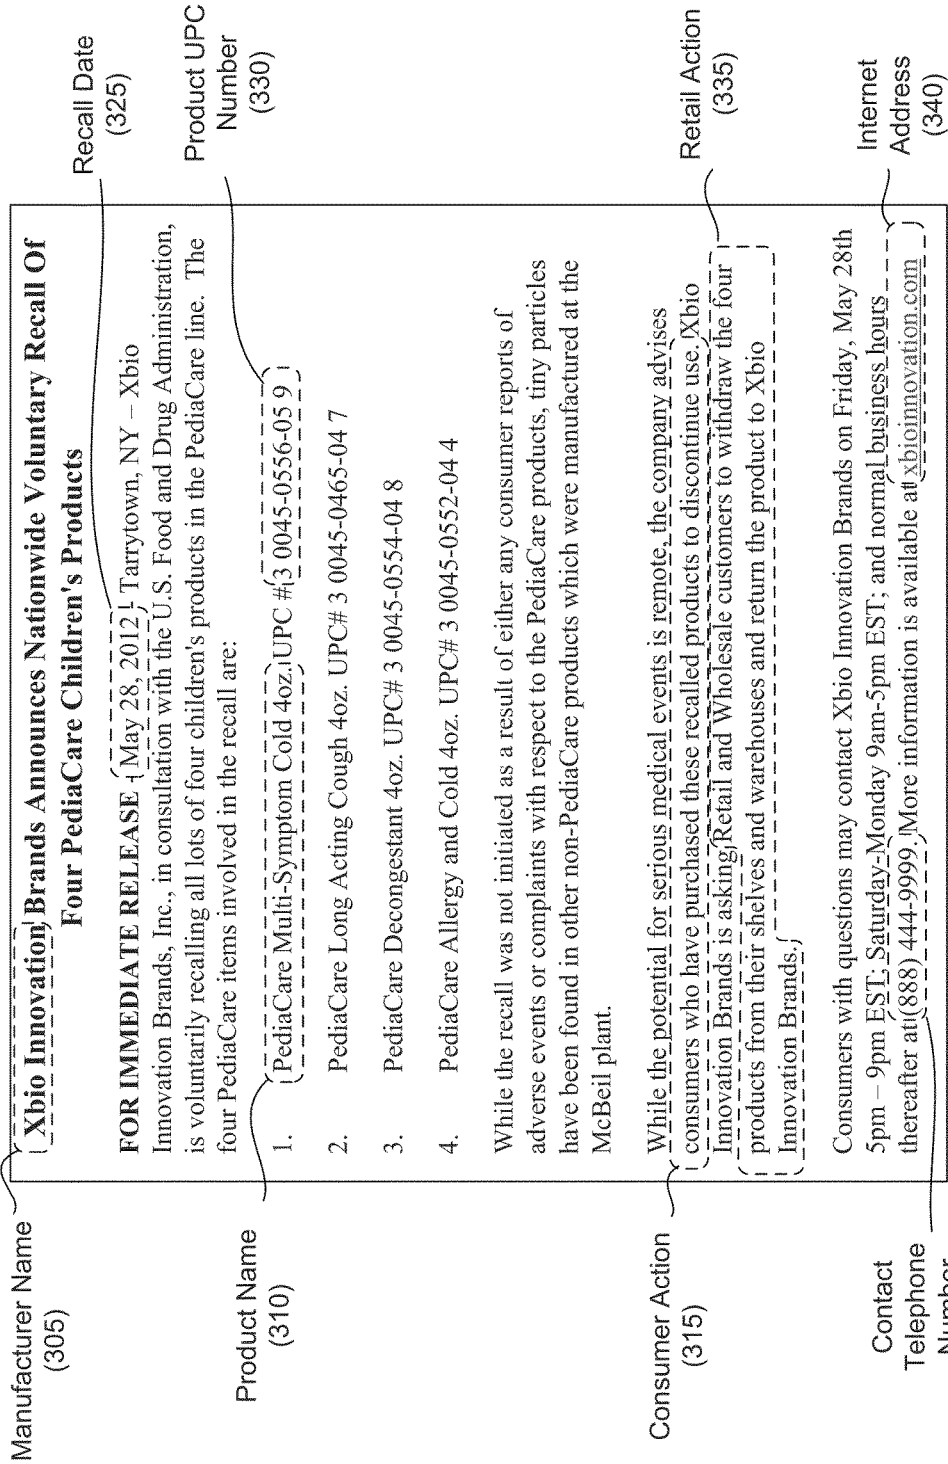 Manufacturer Name
(305)
Recall Date
(325)
Product UPC
Number
(330)
Xbio Innovation Brands Announces Nationwide Voluntary Recall Of
Four PediaCare Children's Products
FOR IMMEDIATE RELEASE - May 28, 2012 - Tarrytown, NY – Xbio
Innovation Brands, Inc., in consultation with the U.S. Food and Drug Administration,
is voluntarily recalling all lots of four children's products in the PediaCare line. The
four PediaCare items involved in the recall are:
1. PediaCare Multi-Symptom Cold 4oz. UPC # 3 0045-0556-05 9
2. PediaCare Long Acting Cough 4oz. UPC# 3 0045-0465-04 7
3. PediaCare Decongestant 4oz. UPC# 3 0045-0554-04 8
4. PediaCare Allergy and Cold 4oz. UPC# 3 0045-0552-04 4
While the recall was not initiated as a result of either any consumer reports of
adverse events or complaints with respect to the PediaCare products, tiny particles
have been found in other non-PediaCare products which were manufactured at the
McBeil plant.
While the potential for serious medical events is remote, the company advises
consumers who have purchased these recalled products to discontinue use. Xbio
Innovation Brands is asking Retail and Wholesale customers to withdraw the four
products from their shelves and warehouses and return the product to Xbio
Innovation Brands.
Consumers with questions may contact Xbio Innovation Brands on Friday, May 28th
5pm – 9pm EST; Saturday-Monday 9am-5pm EST; and normal business hours
thereafter at (888) 444-9999. More information is available at xbioinnovation.com
Product Name
(310)
Consumer Action
(315)
Retail Action
(335)
Internet
Address
(340)
Contact
Telephone
Number